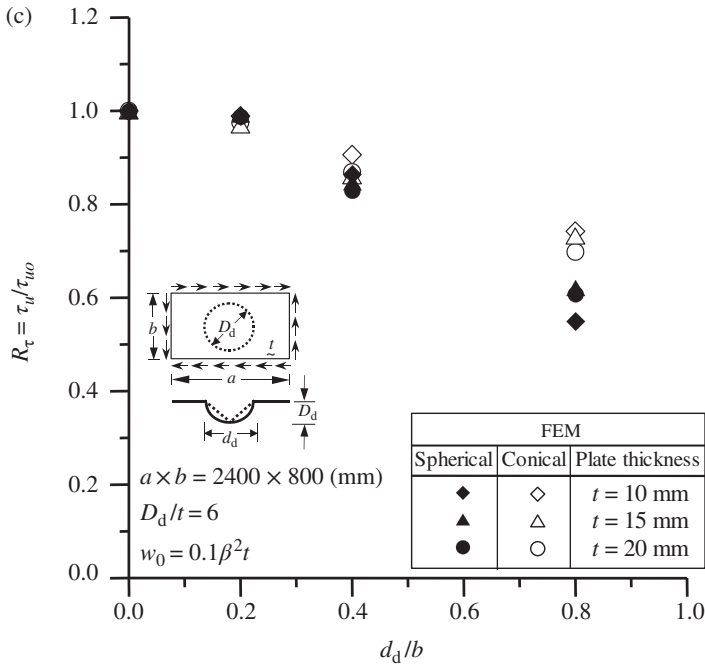 (c)
1.2
1.0
0.8
0.6
0.4
0.2
0.0
R_τ = τ_u/τ_uo
b
D_d
t
~
a
D_d
d_d
a × b = 2400 × 800 (mm)
D_d/t = 6
w_0 = 0.1β²t
FEM
Spherical Conical Plate thickness
t = 10 mm
t = 15 mm
t = 20 mm
0.0 0.2 0.4 0.6 0.8 1.0
d_d/b